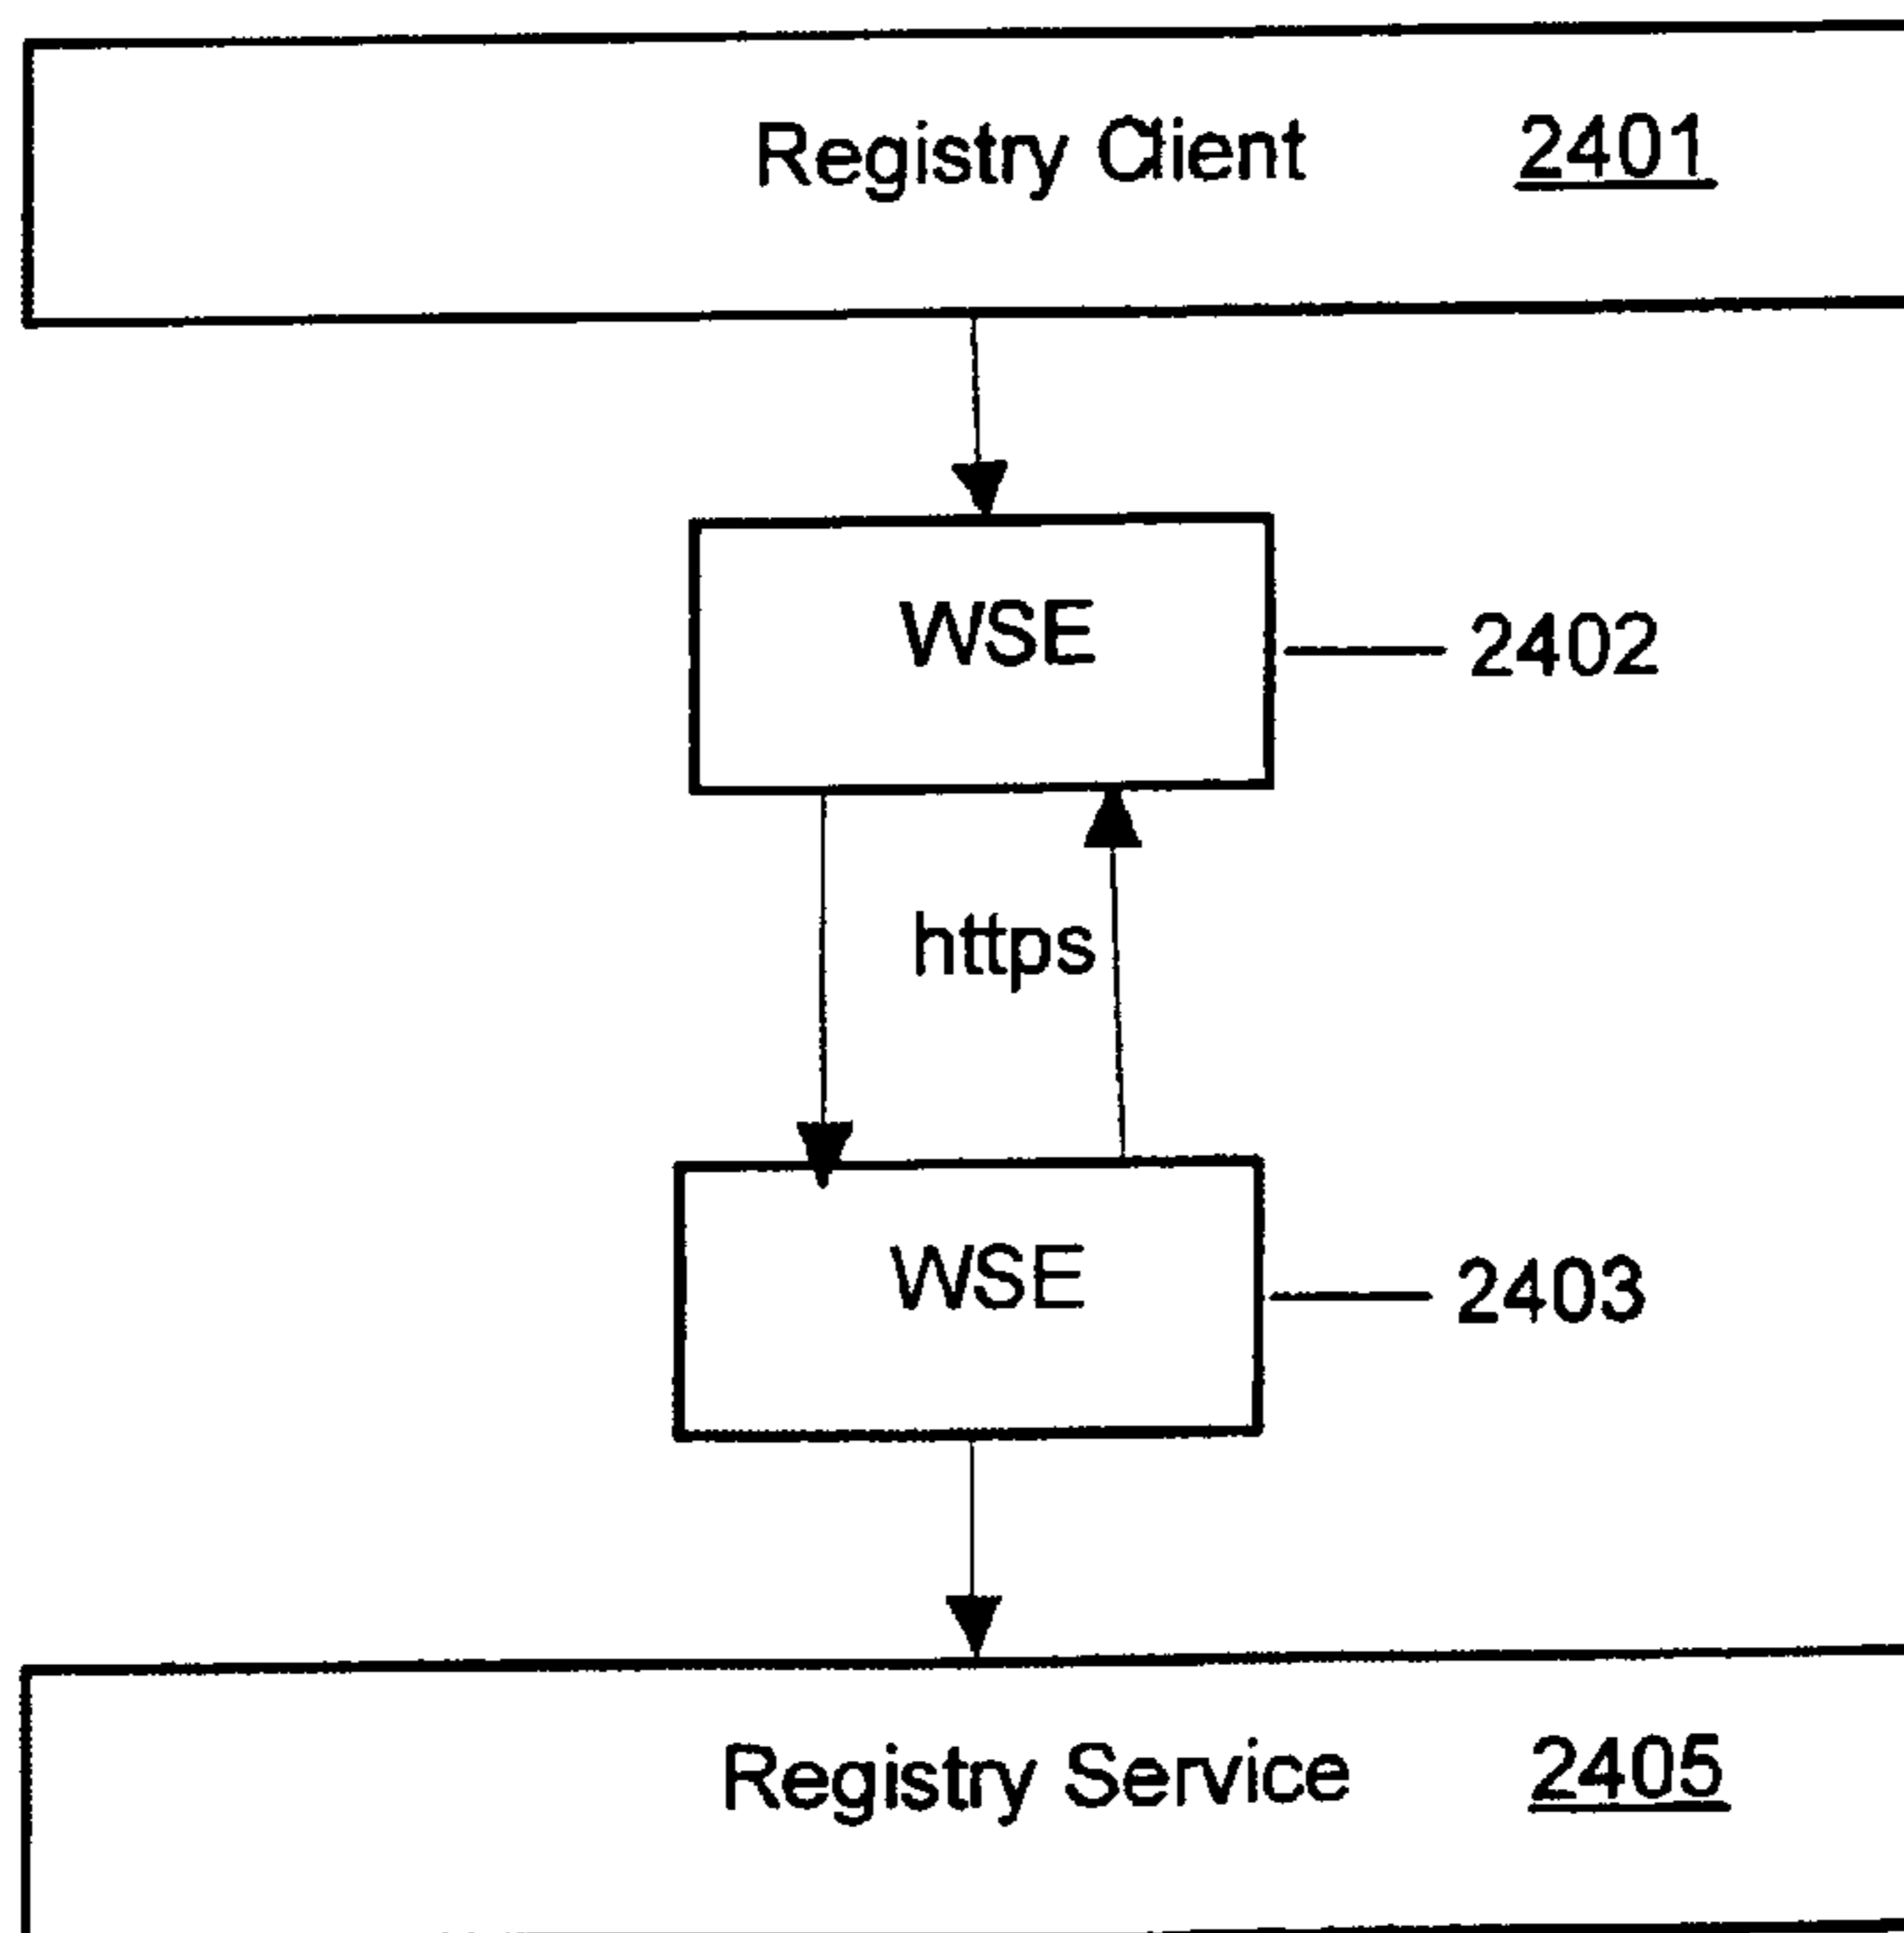 Registry Client 2401
WSE
2402
https
WSE
2403
Registry Service 2405